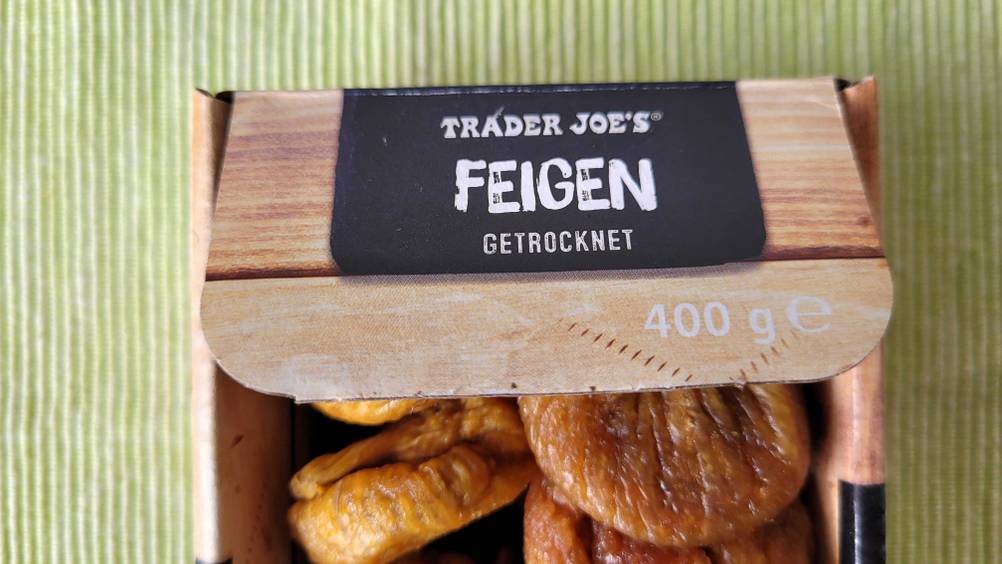 TRADER JOE'S®
FEIGEN
GETROCKNET
400 g ℮